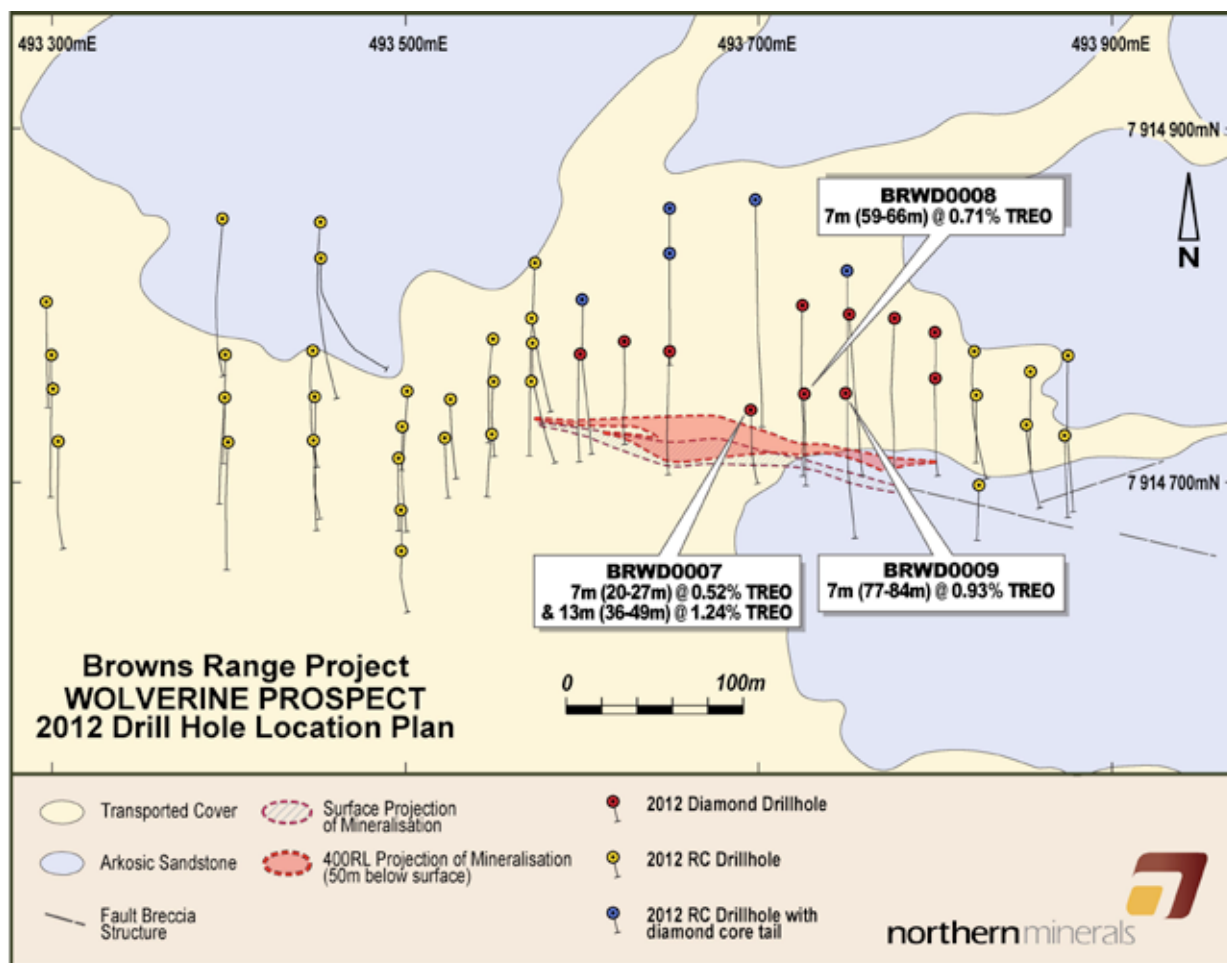 493 300mE
493 500mE
493 700mE
493 900mE
7 914 900mN
BRWD0008
7m (59-66m) @ 0.71% TREO
N
7 914 700mN
BRWD0007
7m (20-27m) @ 0.52% TREO
& 13m (36-49m) @ 1.24% TREO
BRWD0009
7m (77-84m) @ 0.93% TREO
Browns Range Project
WOLVERINE PROSPECT
2012 Drill Hole Location Plan
0
100m
Transported Cover
Arkosic Sandstone
Fault Breccia
Structure
Surface Projection
of Mineralisation
400RL Projection of Mineralisation
(50m below surface)
2012 Diamond Drillhole
2012 RC Drillhole
2012 RC Drillhole with
diamond core tail
northernminerals